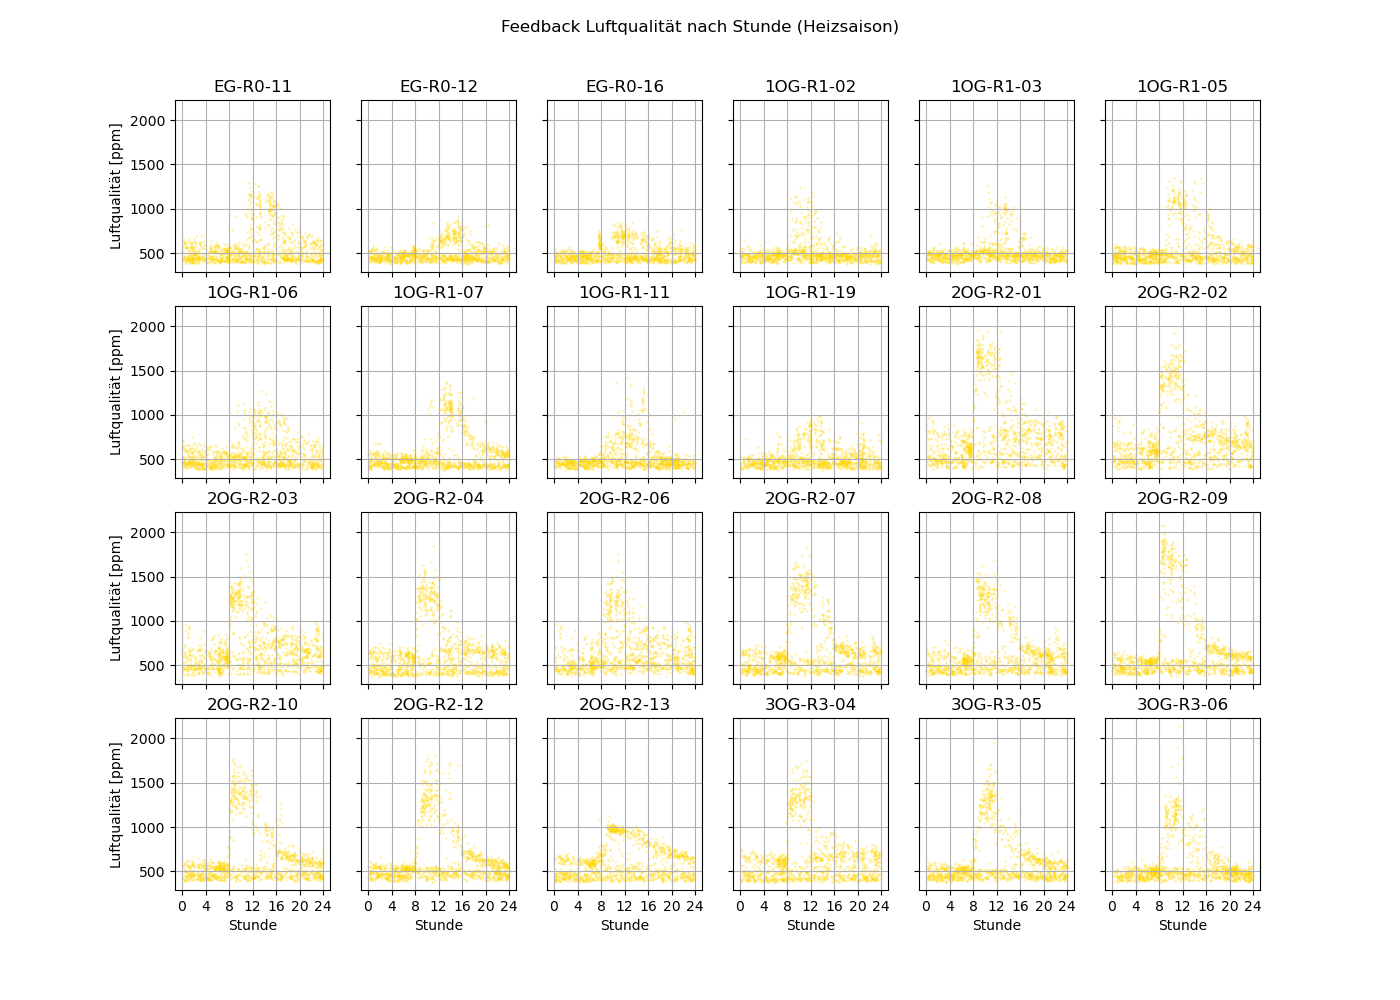 Feedback Luftqualität nach Stunde (Heizsaison)
EG-R0-11 EG-R0-12 EG-R0-16 1OG-R1-02 1OG-R1-03 1OG-R1-05
Luftqualität [ppm]
2000
1500
1000
500
1OG-R1-06 1OG-R1-07 1OG-R1-11 1OG-R1-19 2OG-R2-01 2OG-R2-02
Luftqualität [ppm]
2000
1500
1000
500
2OG-R2-03 2OG-R2-04 2OG-R2-06 2OG-R2-07 2OG-R2-08 2OG-R2-09
Luftqualität [ppm]
2000
1500
1000
500
2OG-R2-10 2OG-R2-12 2OG-R2-13 3OG-R3-04 3OG-R3-05 3OG-R3-06
Luftqualität [ppm]
2000
1500
1000
500
0 4 8 12 16 20 24 0 4 8 12 16 20 24 0 4 8 12 16 20 24 0 4 8 12 16 20 24 0 4 8 12 16 20 24 0 4 8 12 16 20 24
Stunde Stunde Stunde Stunde Stunde Stunde